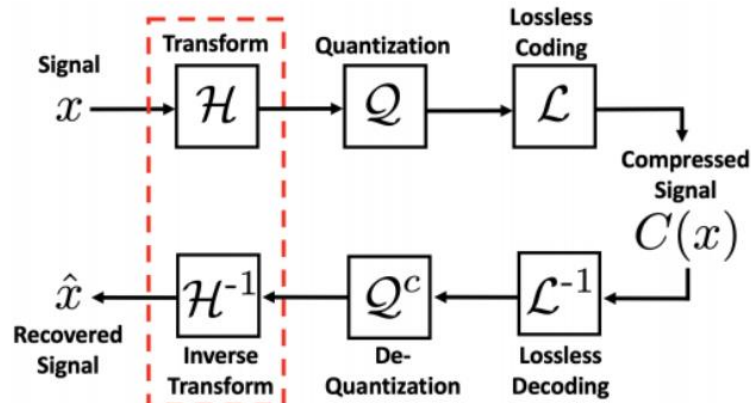 Signal
x
Transform
H
Quantization
Q
Lossless
Coding
L
Compressed
Signal
C(x)
x̂
Recovered
Signal
H⁻¹
Inverse
Transform
Qᶜ
De-
Quantization
L⁻¹
Lossless
Decoding